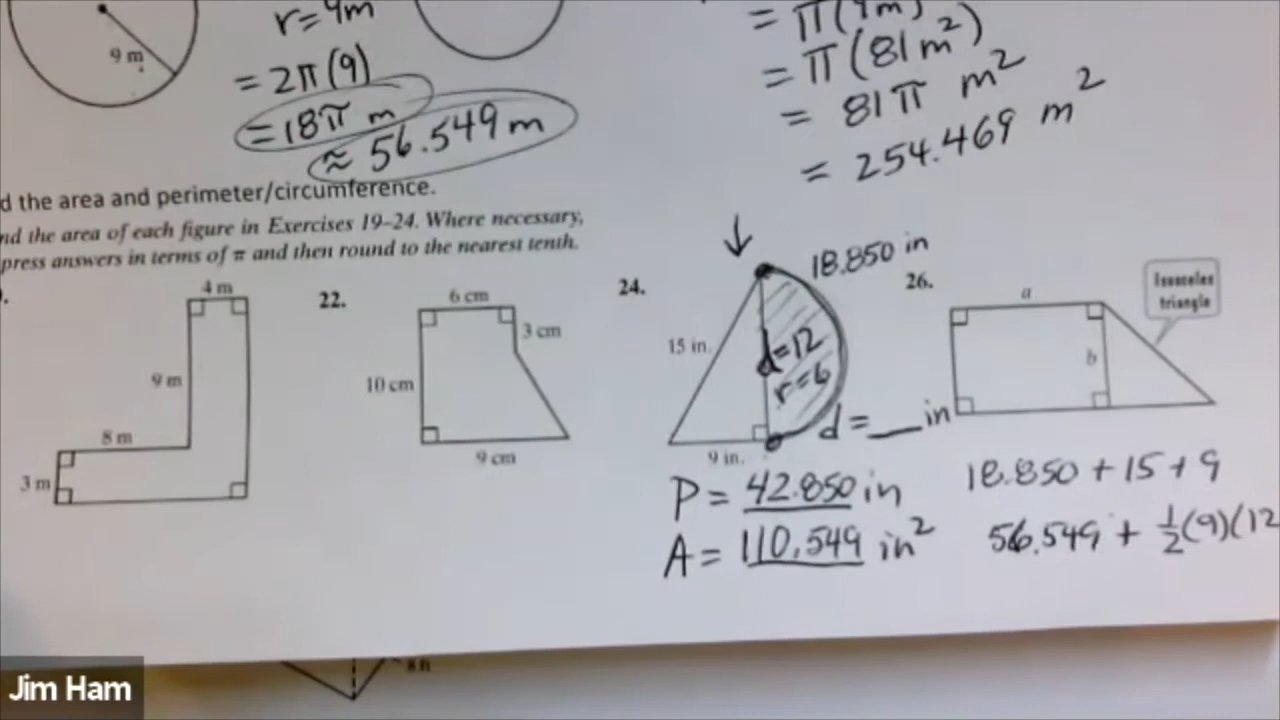 9 m
r = 9m
= 2π(9)
= 18π m
≈ 56.549 m
= π(9m)
= π(81 m²)
= 81π m²
= 254.469 m²
d the area and perimeter/circumference.
nd the area of each figure in Exercises 19–24. Where necessary,
press answers in terms of π and then round to the nearest tenth.
4 m
9 m
8 m
3 m
22.
6 cm
3 cm
10 cm
9 cm
24.
18.850 in
15 in.
d=12
r=6
9 in.
d = __ in
26.
a
b
Isosceles
triangle
P = 42.850 in
18.850 + 15 + 9
A = 110.549 in²
56.549 + ½(9)(12
8 ft
Jim Ham